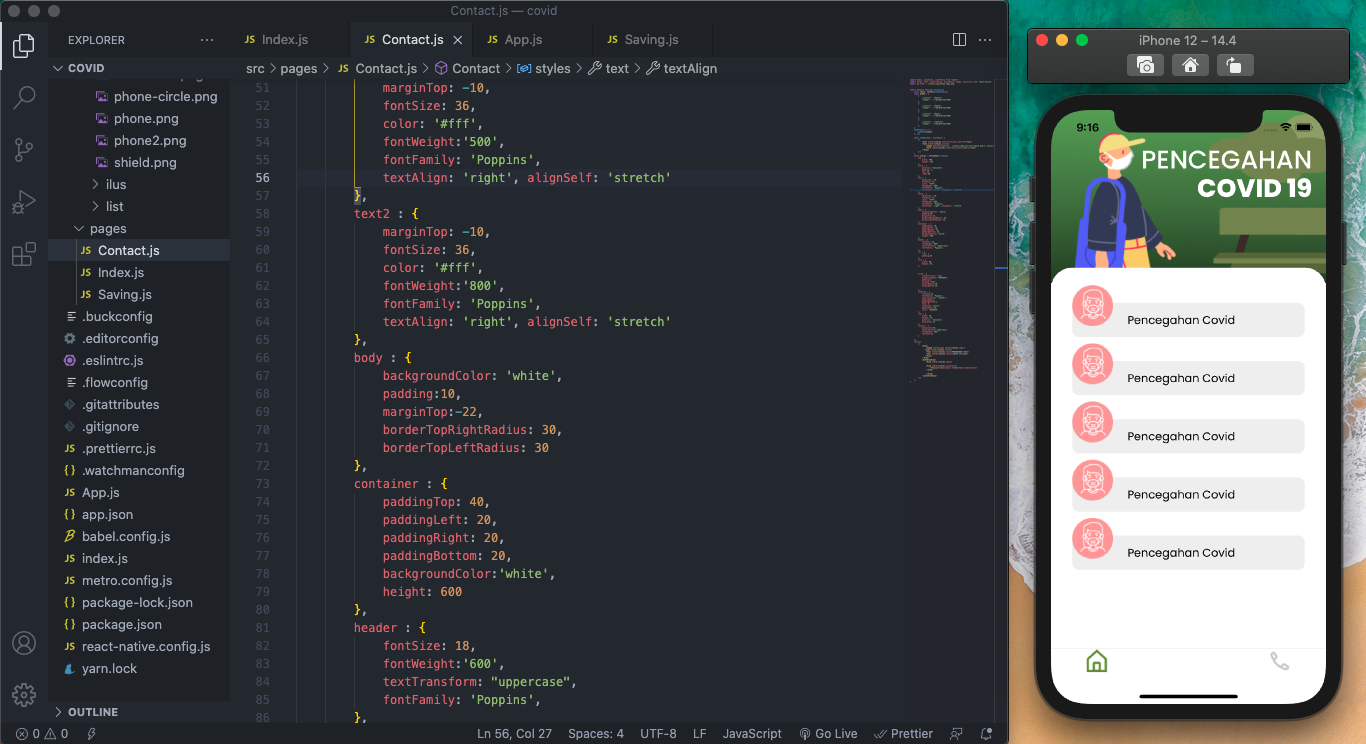 Contact.js — covid
EXPLORER
JS Index.js
JS Contact.js
JS App.js
JS Saving.js
COVID
src > pages > JS Contact.js > Contact > styles > text > textAlign
phone-circle.png
phone.png
phone2.png
shield.png
ilus
list
pages
JS Contact.js
JS Index.js
JS Saving.js
.buckconfig
.editorconfig
.eslintrc.js
.flowconfig
.gitattributes
.gitignore
JS .prettierrc.js
{} .watchmanconfig
JS App.js
{} app.json
babel.config.js
JS index.js
JS metro.config.js
{} package-lock.json
{} package.json
JS react-native.config.js
yarn.lock
OUTLINE
51 marginTop: -10,
52 fontSize: 36,
53 color: '#fff',
54 fontWeight:'500',
55 fontFamily: 'Poppins',
56 textAlign: 'right', alignSelf: 'stretch'
57 },
58 text2 : {
59 marginTop: -10,
60 fontSize: 36,
61 color: '#fff',
62 fontWeight:'800',
63 fontFamily: 'Poppins',
64 textAlign: 'right', alignSelf: 'stretch'
65 },
66 body : {
67 backgroundColor: 'white',
68 padding:10,
69 marginTop:-22,
70 borderTopRightRadius: 30,
71 borderTopLeftRadius: 30
72 },
73 container : {
74 paddingTop: 40,
75 paddingLeft: 20,
76 paddingRight: 20,
77 paddingBottom: 20,
78 backgroundColor:'white',
79 height: 600
80 },
81 header : {
82 fontSize: 18,
83 fontWeight:'600',
84 textTransform: "uppercase",
85 fontFamily: 'Poppins',
86 },
0 0
Ln 56, Col 27 Spaces: 4 UTF-8 LF JavaScript Go Live Prettier
iPhone 12 – 14.4
9:16
PENCEGAHAN
COVID 19
Pencegahan Covid
Pencegahan Covid
Pencegahan Covid
Pencegahan Covid
Pencegahan Covid